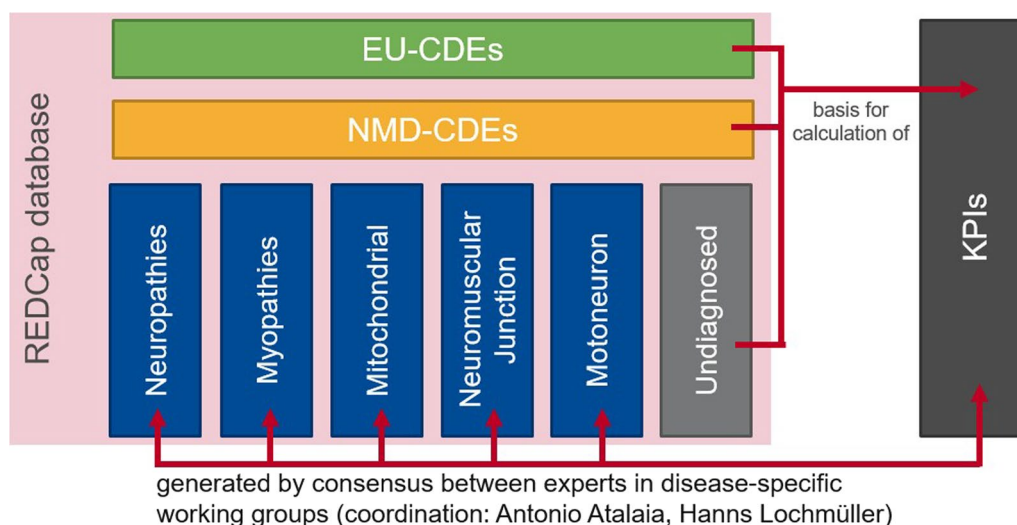 REDCap database
EU-CDEs
NMD-CDEs
basis for
calculation of
KPIs
Neuropathies
Myopathies
Mitochondrial
Neuromuscular
Junction
Motoneuron
Undiagnosed
generated by consensus between experts in disease-specific
working groups (coordination: Antonio Atalaia, Hanns Lochmüller)